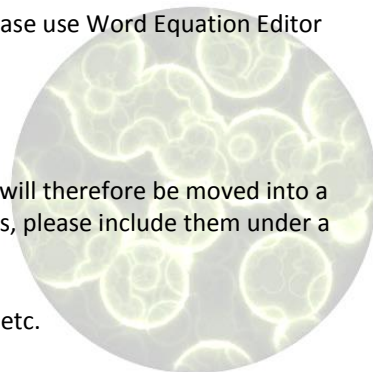 ase use Word Equation Editor
will therefore be moved into a
s, please include them under a
etc.